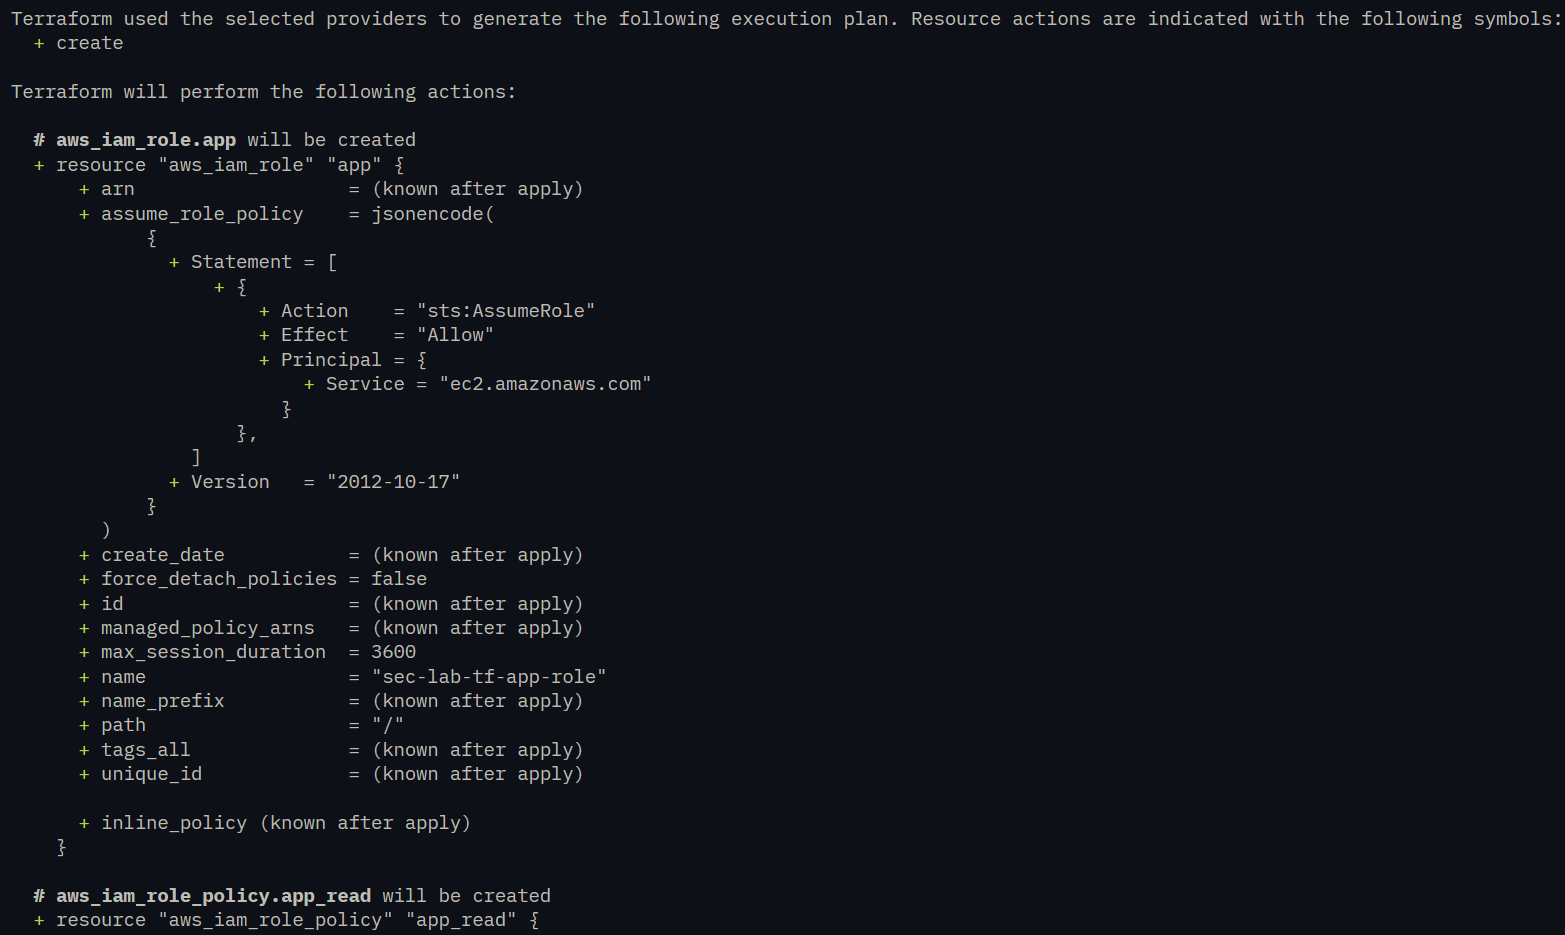 Terraform used the selected providers to generate the following execution plan. Resource actions are indicated with the following symbols:
  + create

Terraform will perform the following actions:

  # aws_iam_role.app will be created
  + resource "aws_iam_role" "app" {
      + arn                   = (known after apply)
      + assume_role_policy    = jsonencode(
            {
              + Statement = [
                  + {
                      + Action    = "sts:AssumeRole"
                      + Effect    = "Allow"
                      + Principal = {
                          + Service = "ec2.amazonaws.com"
                        }
                    },
                ]
              + Version   = "2012-10-17"
            }
        )
      + create_date           = (known after apply)
      + force_detach_policies = false
      + id                    = (known after apply)
      + managed_policy_arns   = (known after apply)
      + max_session_duration  = 3600
      + name                  = "sec-lab-tf-app-role"
      + name_prefix           = (known after apply)
      + path                  = "/"
      + tags_all              = (known after apply)
      + unique_id             = (known after apply)

      + inline_policy (known after apply)
    }

  # aws_iam_role_policy.app_read will be created
  + resource "aws_iam_role_policy" "app_read" {